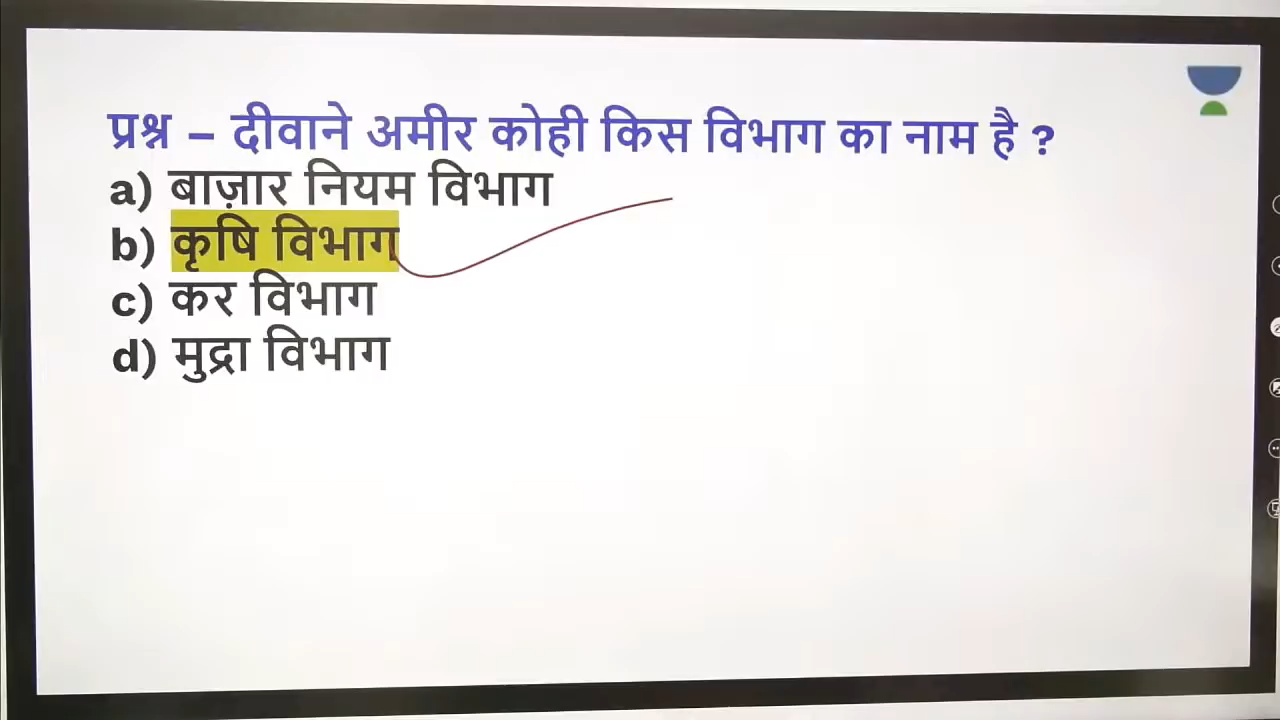 प्रश्न – दीवाने अमीर कोही किस विभाग का नाम है ?
a) बाज़ार नियम विभाग
b) कृषि विभाग
c) कर विभाग
d) मुद्रा विभाग